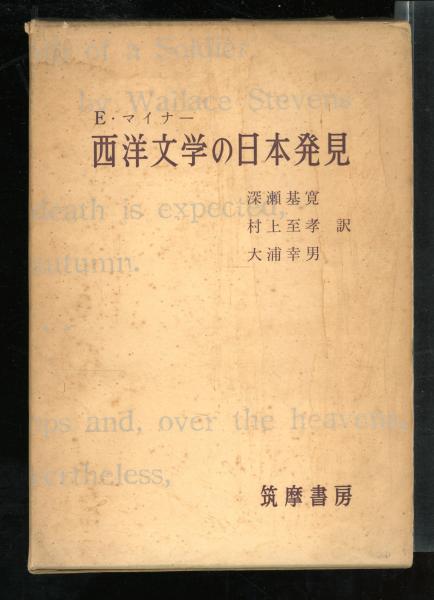 of a Soldier
by Wallace Stevens
E・マイナー
西洋文学の日本発見
深瀬基寛
村上至孝 訳
大浦幸男
death is expected,
autumn.
...
and, over the heavens,
筑摩書房